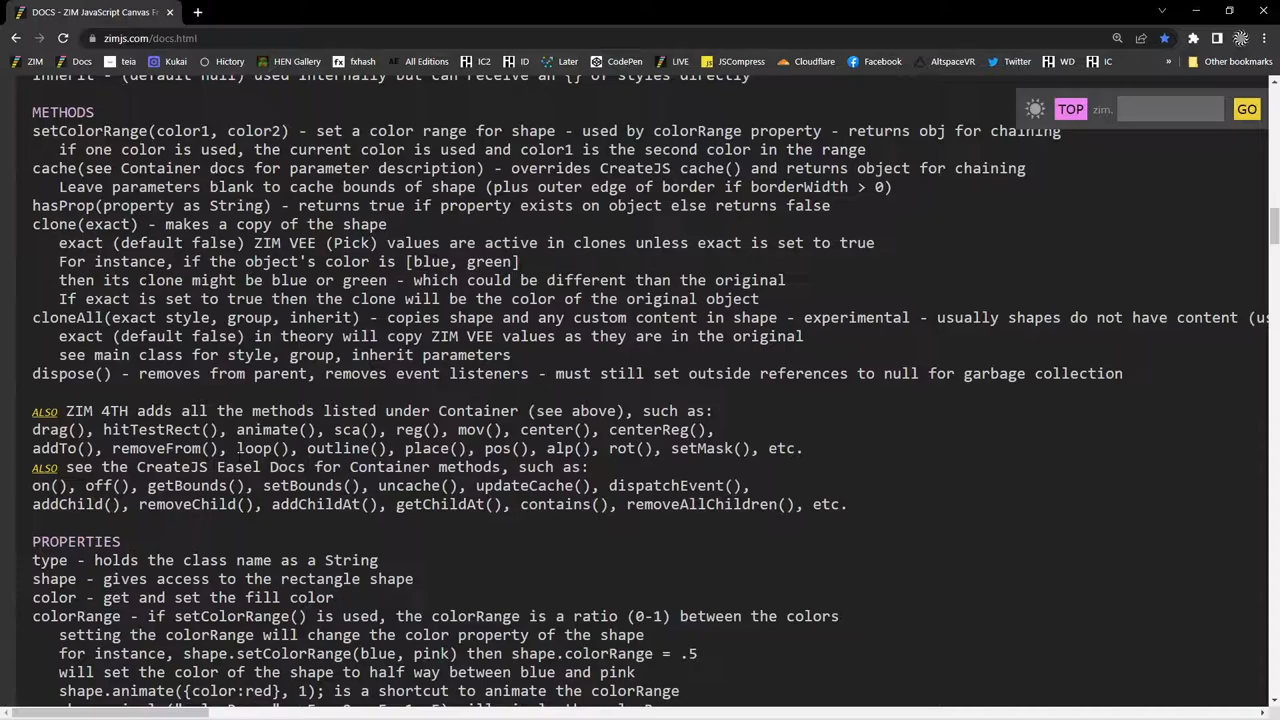 DOCS - ZIM JavaScript Canvas Fr
zimjs.com/docs.html
ZIM Docs teia Kukai Hictory HEN Gallery fxhash All Editions IC2 ID Later CodePen LIVE JSCompress Cloudflare Facebook AltspaceVR Twitter WD IC » Other bookmarks
inherit - (default null) used internally but can receive an {} of styles directly
TOP zim. GO
METHODS
setColorRange(color1, color2) - set a color range for shape - used by colorRange property - returns obj for chaining
if one color is used, the current color is used and color1 is the second color in the range
cache(see Container docs for parameter description) - overrides CreateJS cache() and returns object for chaining
Leave parameters blank to cache bounds of shape (plus outer edge of border if borderWidth > 0)
hasProp(property as String) - returns true if property exists on object else returns false
clone(exact) - makes a copy of the shape
exact (default false) ZIM VEE (Pick) values are active in clones unless exact is set to true
For instance, if the object's color is [blue, green]
then its clone might be blue or green - which could be different than the original
If exact is set to true then the clone will be the color of the original object
cloneAll(exact style, group, inherit) - copies shape and any custom content in shape - experimental - usually shapes do not have content (us
exact (default false) in theory will copy ZIM VEE values as they are in the original
see main class for style, group, inherit parameters
dispose() - removes from parent, removes event listeners - must still set outside references to null for garbage collection
ALSO ZIM 4TH adds all the methods listed under Container (see above), such as:
drag(), hitTestRect(), animate(), sca(), reg(), mov(), center(), centerReg(),
addTo(), removeFrom(), loop(), outline(), place(), pos(), alp(), rot(), setMask(), etc.
ALSO see the CreateJS Easel Docs for Container methods, such as:
on(), off(), getBounds(), setBounds(), uncache(), updateCache(), dispatchEvent(),
addChild(), removeChild(), addChildAt(), getChildAt(), contains(), removeAllChildren(), etc.
PROPERTIES
type - holds the class name as a String
shape - gives access to the rectangle shape
color - get and set the fill color
colorRange - if setColorRange() is used, the colorRange is a ratio (0-1) between the colors
setting the colorRange will change the color property of the shape
for instance, shape.setColorRange(blue, pink) then shape.colorRange = .5
will set the color of the shape to half way between blue and pink
shape.animate({color:red}, 1); is a shortcut to animate the colorRange